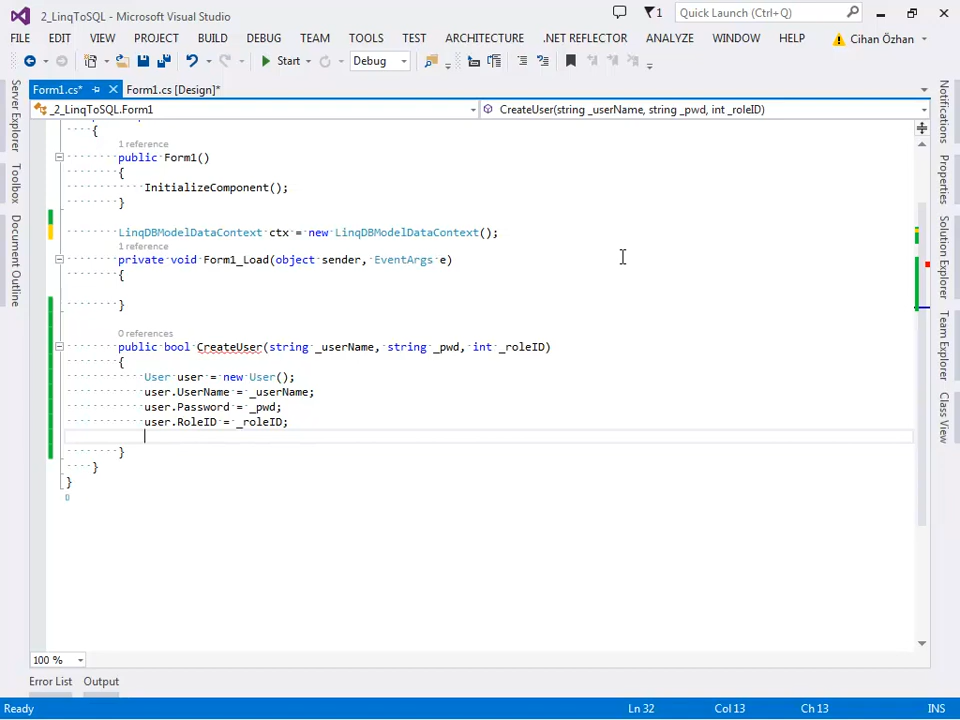 2_LinqToSQL - Microsoft Visual Studio
1
Quick Launch (Ctrl+Q)
FILE EDIT VIEW PROJECT BUILD DEBUG TEAM TOOLS TEST ARCHITECTURE .NET REFLECTOR ANALYZE WINDOW HELP Cihan Özhan
Start Debug
Form1.cs* Form1.cs [Design]*
_2_LinqToSQL.Form1 CreateUser(string _userName, string _pwd, int _roleID)
Server Explorer
Toolbox
Document Outline
{
1 reference
public Form1()
{
InitializeComponent();
}
LinqDBModelDataContext ctx = new LinqDBModelDataContext();
1 reference
private void Form1_Load(object sender, EventArgs e)
{
}
0 references
public bool CreateUser(string _userName, string _pwd, int _roleID)
{
User user = new User();
user.UserName = _userName;
user.Password = _pwd;
user.RoleID = _roleID;
}
}
}
Notifications
Properties
Solution Explorer
Team Explorer
Class View
100 %
Error List Output
Ready Ln 32 Col 13 Ch 13 INS